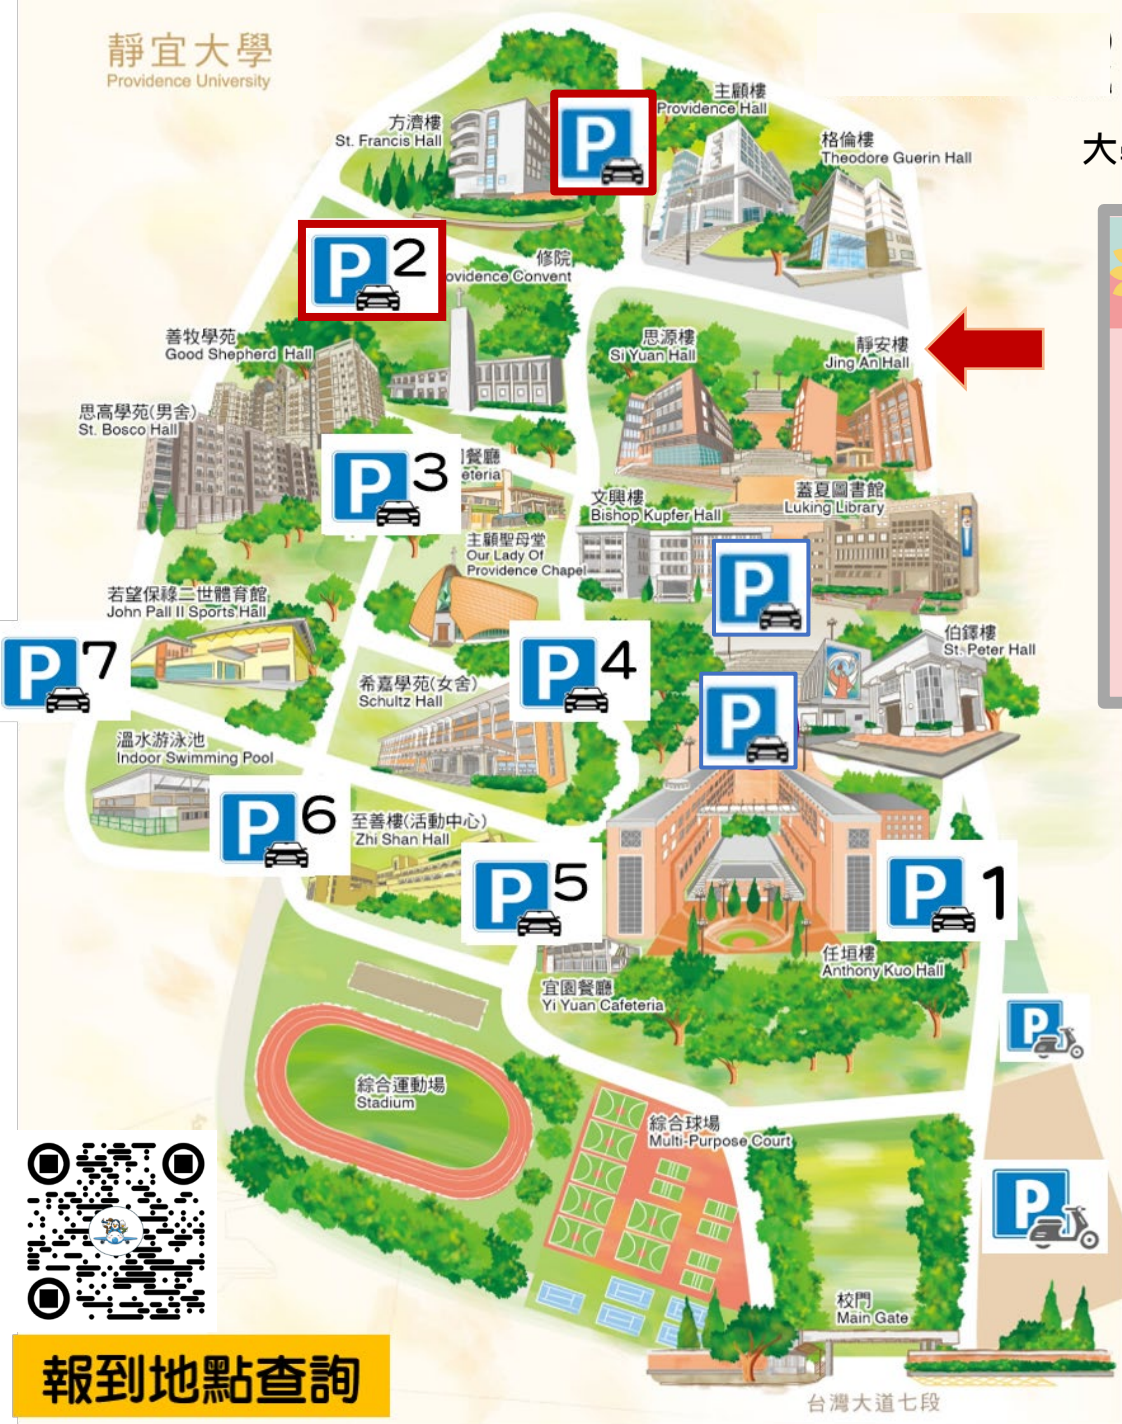 靜宜大學
Providence University
主顧樓
Providence Hall
方濟樓
St. Francis Hall
P
格倫樓
Theodore Guerin Hall
大
P2
修院
ovidence Convent
善牧學苑
Good Shepherd Hall
思源樓
Si Yuan Hall
靜安樓
Jing An Hall
思高學苑(男舍)
St. Bosco Hall
P3
餐廳
eteria
文興樓
Bishop Kupfer Hall
蓋夏圖書館
Luking Library
主顧聖母堂
Our Lady Of
Providence Chapel
P
若望保祿二世體育館
John Pall II Sports Hall
伯鐸樓
St. Peter Hall
P7
P4
希嘉學苑(女舍)
Schultz Hall
P
溫水游泳池
Indoor Swimming Pool
P6
至善樓(活動中心)
Zhi Shan Hall
P5
P1
任垣樓
Anthony Kuo Hall
宜園餐廳
Yi Yuan Cafeteria
P
綜合運動場
Stadium
綜合球場
Multi-Purpose Court
P
校門
Main Gate
報到地點查詢
台灣大道七段